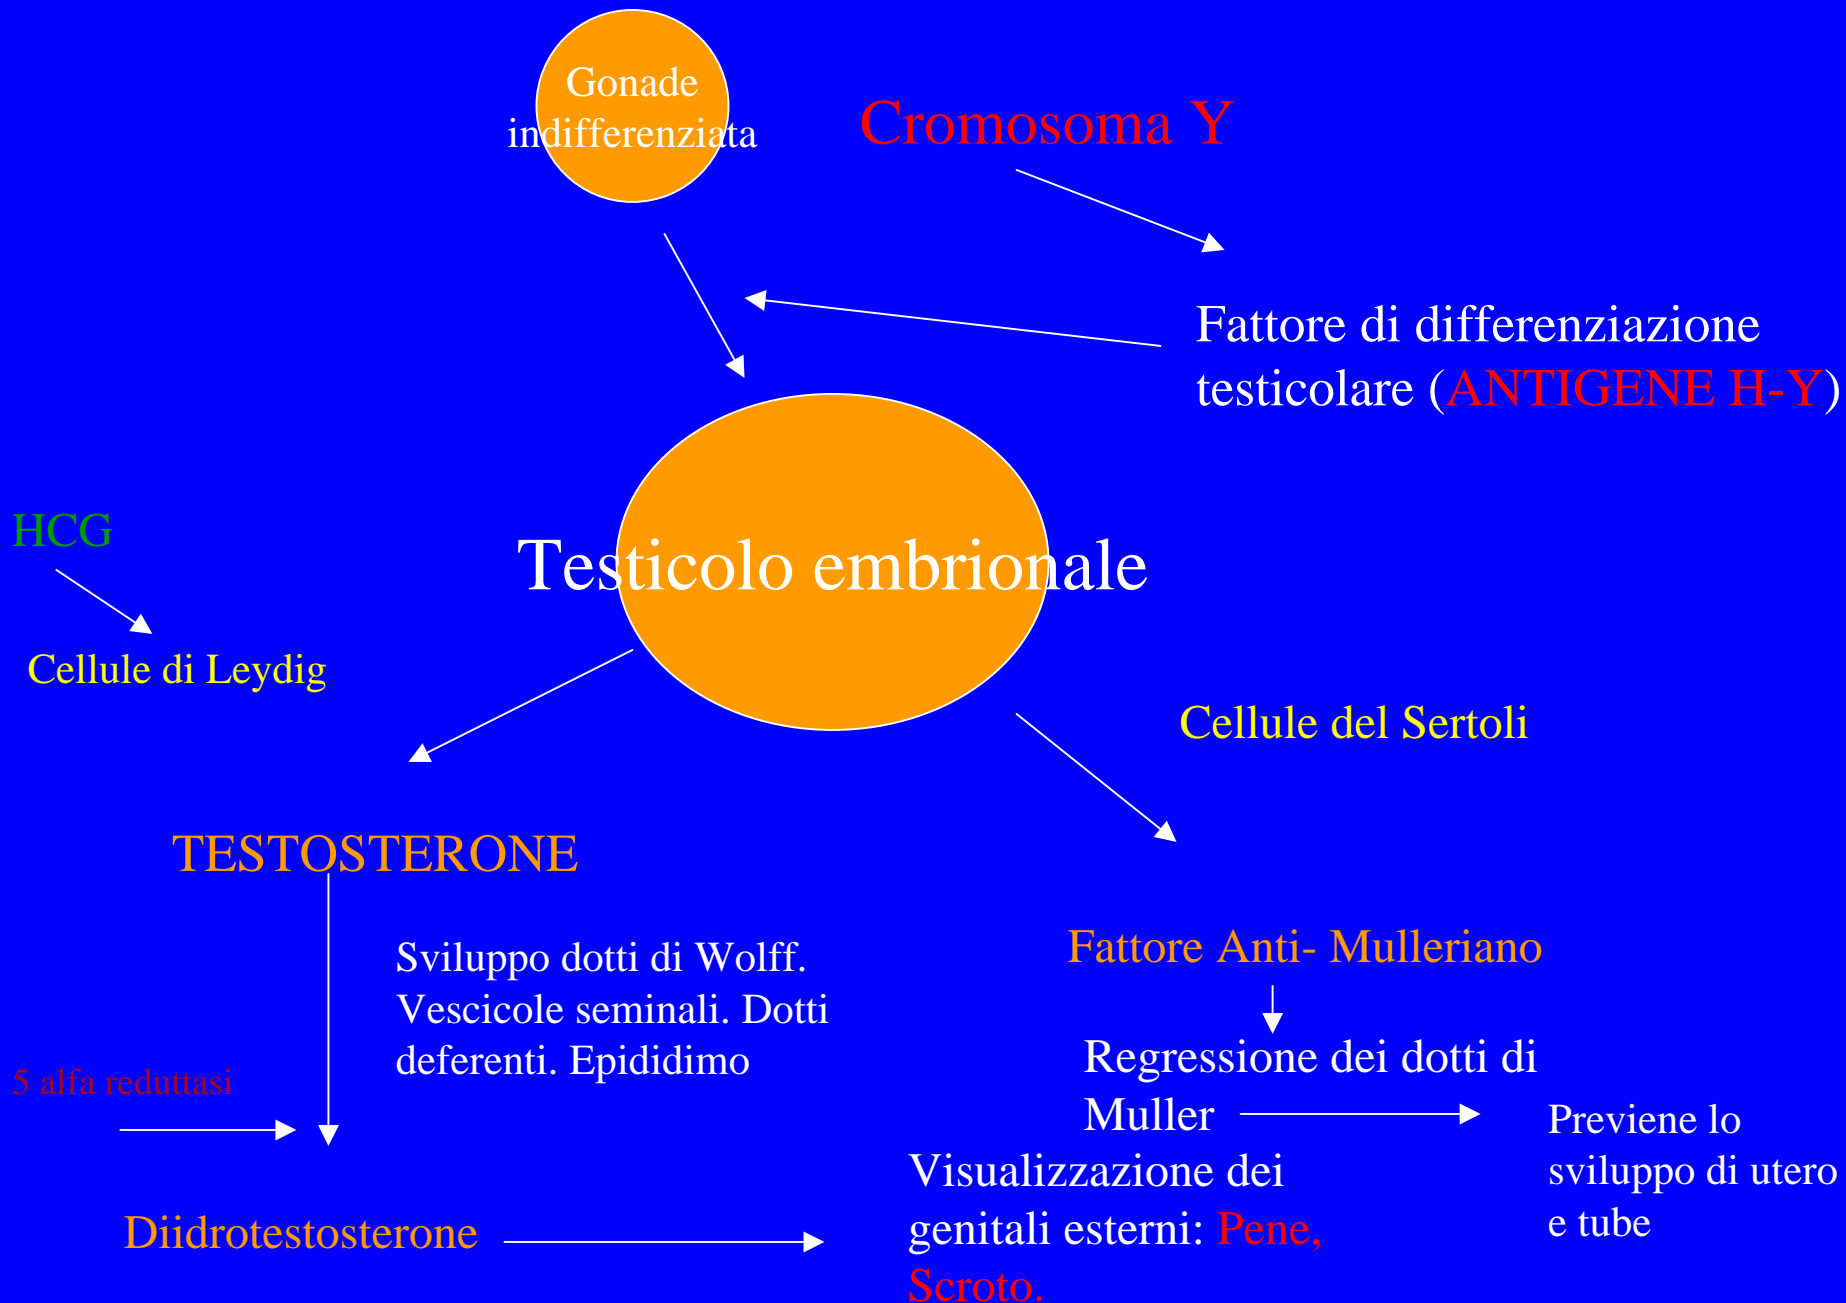 Gonade
indifferenziata
Cromosoma Y
Fattore di differenziazione
testicolare (ANTIGENE H-Y)
HCG
Testicolo embrionale
Cellule di Leydig
Cellule del Sertoli
TESTOSTERONE
Sviluppo dotti di Wolff.
Vescicole seminali. Dotti
deferenti. Epididimo
Fattore Anti- Mulleriano
Regressione dei dotti di
Muller
5 alfa reduttasi
Previene lo
sviluppo di utero
e tube
Diidrotestosterone
Visualizzazione dei
genitali esterni: Pene,
Scroto.